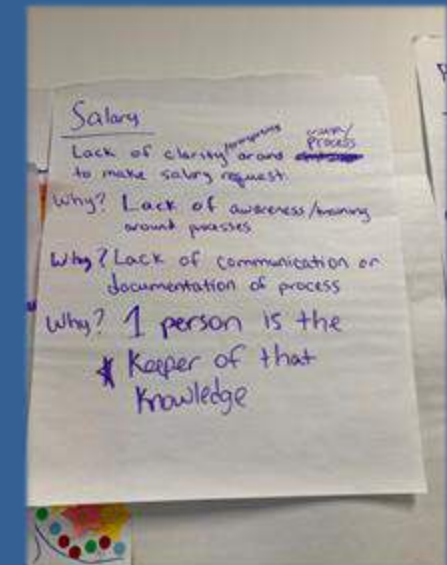 Salary
Lack of clarity/transparency around process
to make salary request.
Why? Lack of awareness/training
around processes
Why? Lack of communication or
documentation of process
Why? 1 person is the
* Keeper of that
Knowledge